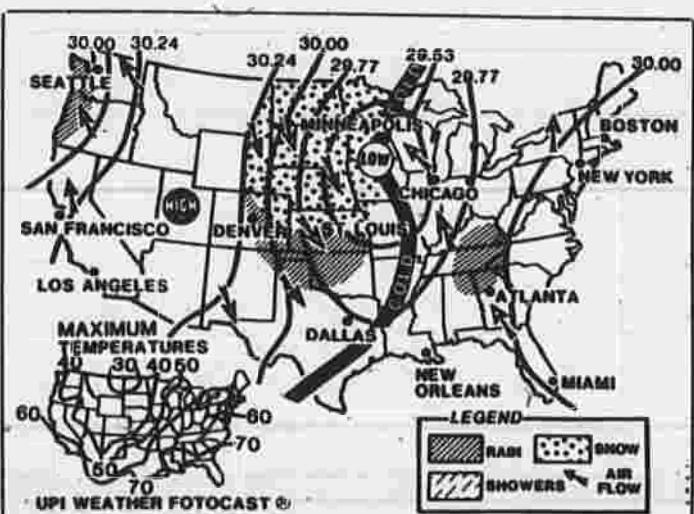 30.00 30.24 30.24 30.00 29.77 29.53 29.77 30.00
SEATTLE
MINNEAPOLIS
LOW
BOSTON
NEW YORK
CHICAGO
HIGH
SAN FRANCISCO
DENVER
ST. LOUIS
COLD
LOS ANGELES
ATLANTA
DALLAS
NEW
ORLEANS
MIAMI
MAXIMUM
TEMPERATURES
40 30 40 50
60 60
70
50
70
LEGEND
RAIN SNOW
SHOWERS AIR
FLOW
UPI WEATHER FOTOCAST ®